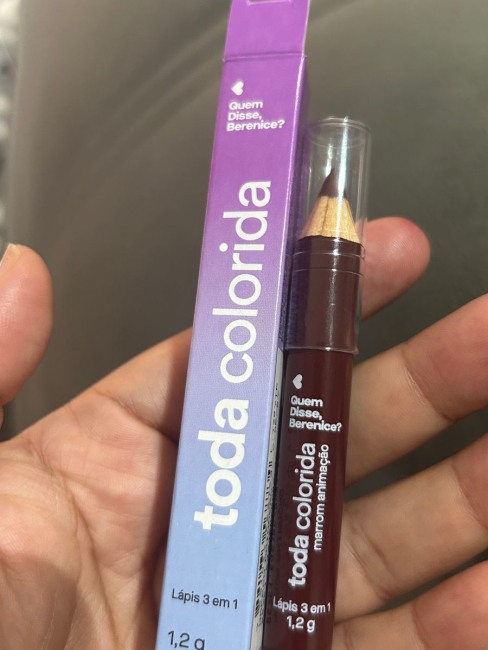 Quem
Disse,
Berenice?
toda colorida
Lápis 3 em 1
1,2 g
Quem
Disse,
Berenice?
toda colorida
marrom animação
Lápis 3 em 1
1,2 g